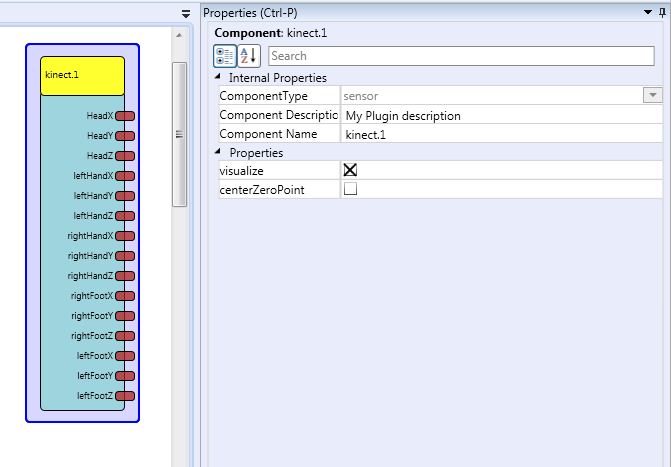 kinect.1
HeadX
HeadY
HeadZ
leftHandX
leftHandY
leftHandZ
rightHandX
rightHandY
rightHandZ
rightFootX
rightFootY
rightFootZ
leftFootX
leftFootY
leftFootZ
Properties (Ctrl-P)
Component: kinect.1
A Z Search
Internal Properties
ComponentType sensor
Component Descriptic My Plugin description
Component Name kinect.1
Properties
visualize
centerZeroPoint